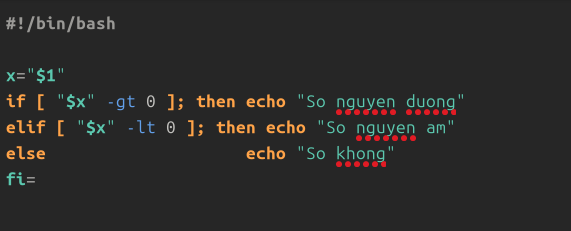 #!/bin/bash
x="$1"
if [ "$x" -gt 0 ]; then echo "So nguyen duong"
elif [ "$x" -lt 0 ]; then echo "So nguyen am"
else echo "So khong"
fi=